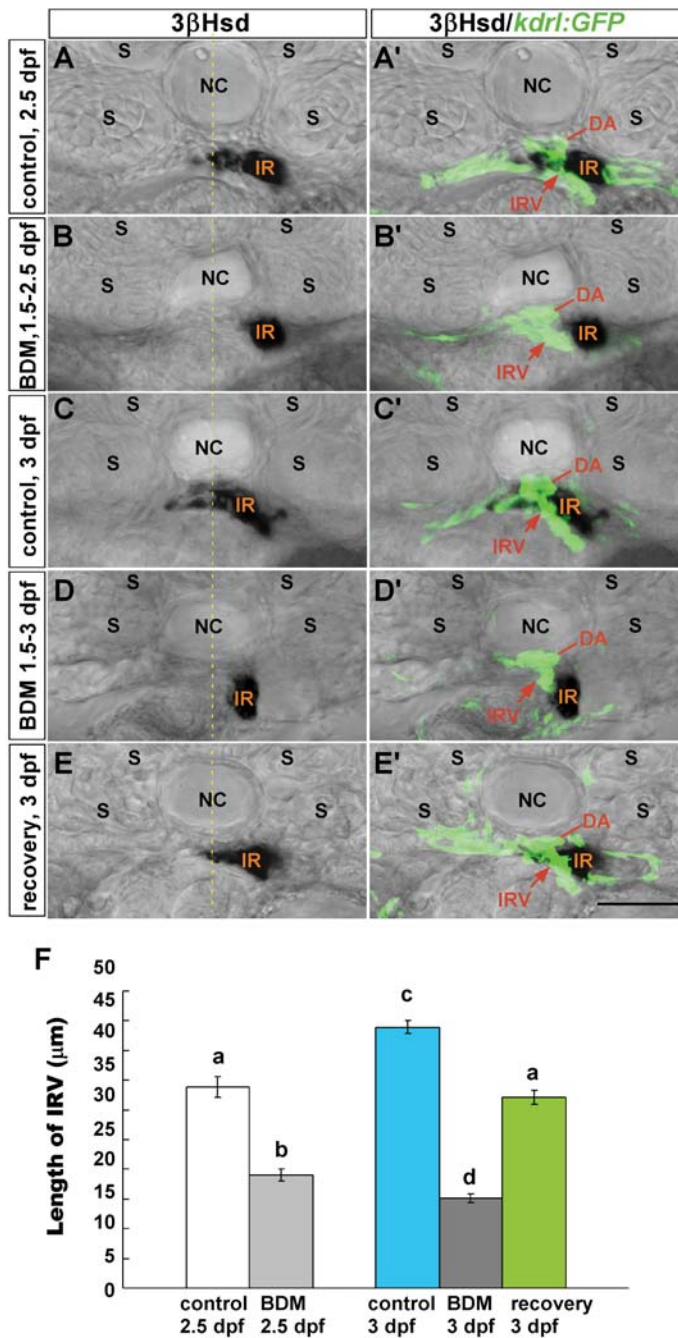 3βHsd
3βHsd/kdrl:GFP
control, 2.5 dpf
A
S
S
NC
S
S
IR
A'
S
S
NC
S
S
DA
IR
IRV
BDM,1.5-2.5 dpf
B
S
S
S
NC
S
IR
B'
S
S
S
NC
S
DA
IR
IRV
control, 3 dpf
C
S
S
NC
S
S
IR
C'
S
S
NC
S
S
DA
IR
IRV
BDM 1.5-3 dpf
D
S
S
S
NC
S
IR
D'
S
S
S
NC
S
DA
IR
IRV
recovery, 3 dpf
E
S
S
NC
S
S
IR
E'
S
S
NC
S
S
DA
IR
IRV
F
Length of IRV (μm)
50
45
40
35
30
25
20
15
10
5
0
a
b
c
d
a
control
2.5 dpf
BDM
2.5 dpf
control
3 dpf
BDM
3 dpf
recovery
3 dpf